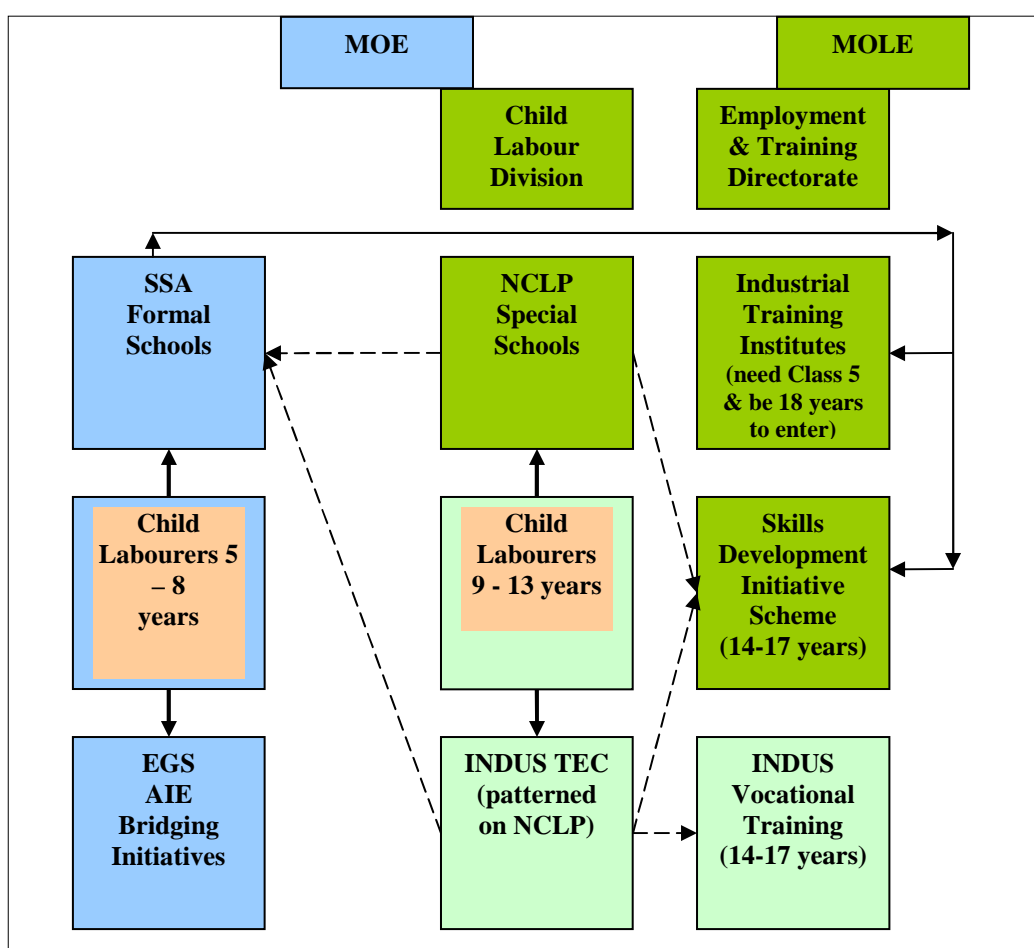 MOE
MOLE
Child
Labour
Division
Employment
& Training
Directorate
SSA
Formal
Schools
NCLP
Special
Schools
Industrial
Training
Institutes
(need Class 5
& be 18 years
to enter)
Child
Labourers 5
– 8
years
Child
Labourers
9 - 13 years
Skills
Development
Initiative
Scheme
(14-17 years)
EGS
AIE
Bridging
Initiatives
INDUS TEC
(patterned
on NCLP)
INDUS
Vocational
Training
(14-17 years)